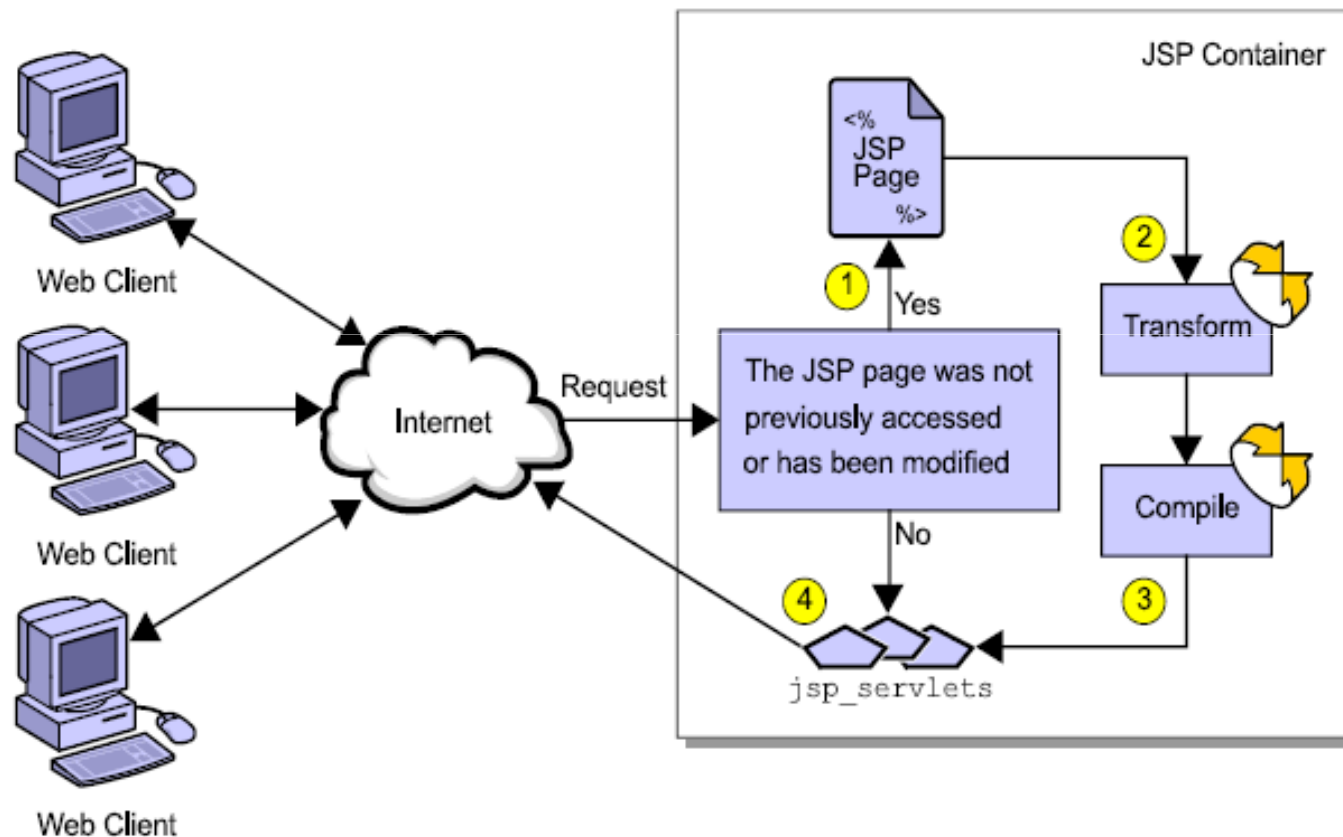 JSP Container
<%
JSP
Page
%>
2
Web Client
1
Yes
Transform
The JSP page was not
previously accessed
or has been modified
Request
Internet
Compile
No
Web Client
4
3
jsp_servlets
Web Client